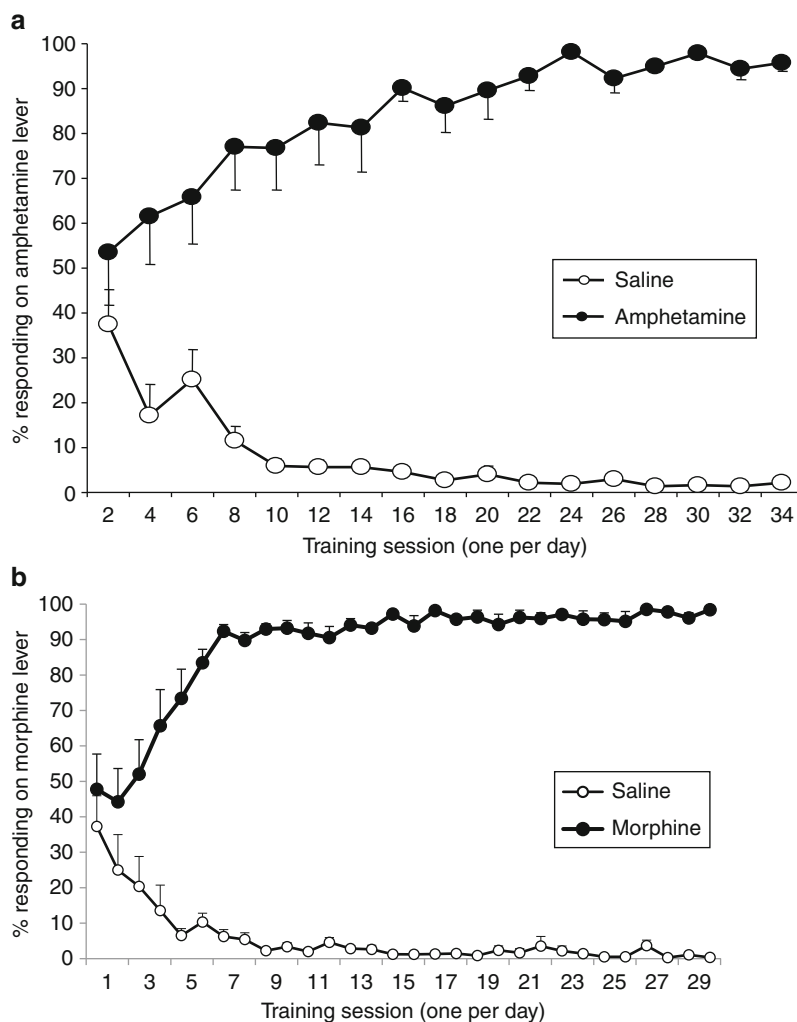 a
% responding on amphetamine lever
100
90
80
70
60
50
40
30
20
10
0
Saline
Amphetamine
2 4 6 8 10 12 14 16 18 20 22 24 26 28 30 32 34
Training session (one per day)
b
% responding on morphine lever
100
90
80
70
60
50
40
30
20
10
0
Saline
Morphine
1 3 5 7 9 11 13 15 17 19 21 23 25 27 29
Training session (one per day)